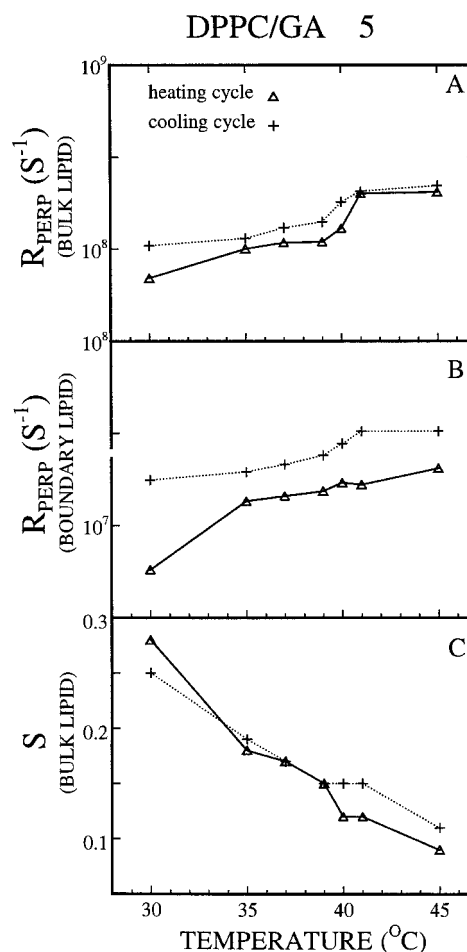 DPPC/GA 5
A
10⁹
heating cycle
cooling cycle
R_PERP (S⁻¹)
(BULK LIPID)
10⁸
10⁸
B
R_PERP (S⁻¹)
(BOUNDARY LIPID)
10⁷
0.3
C
S
(BULK LIPID)
0.2
0.1
30 35 40 45
TEMPERATURE (°C)